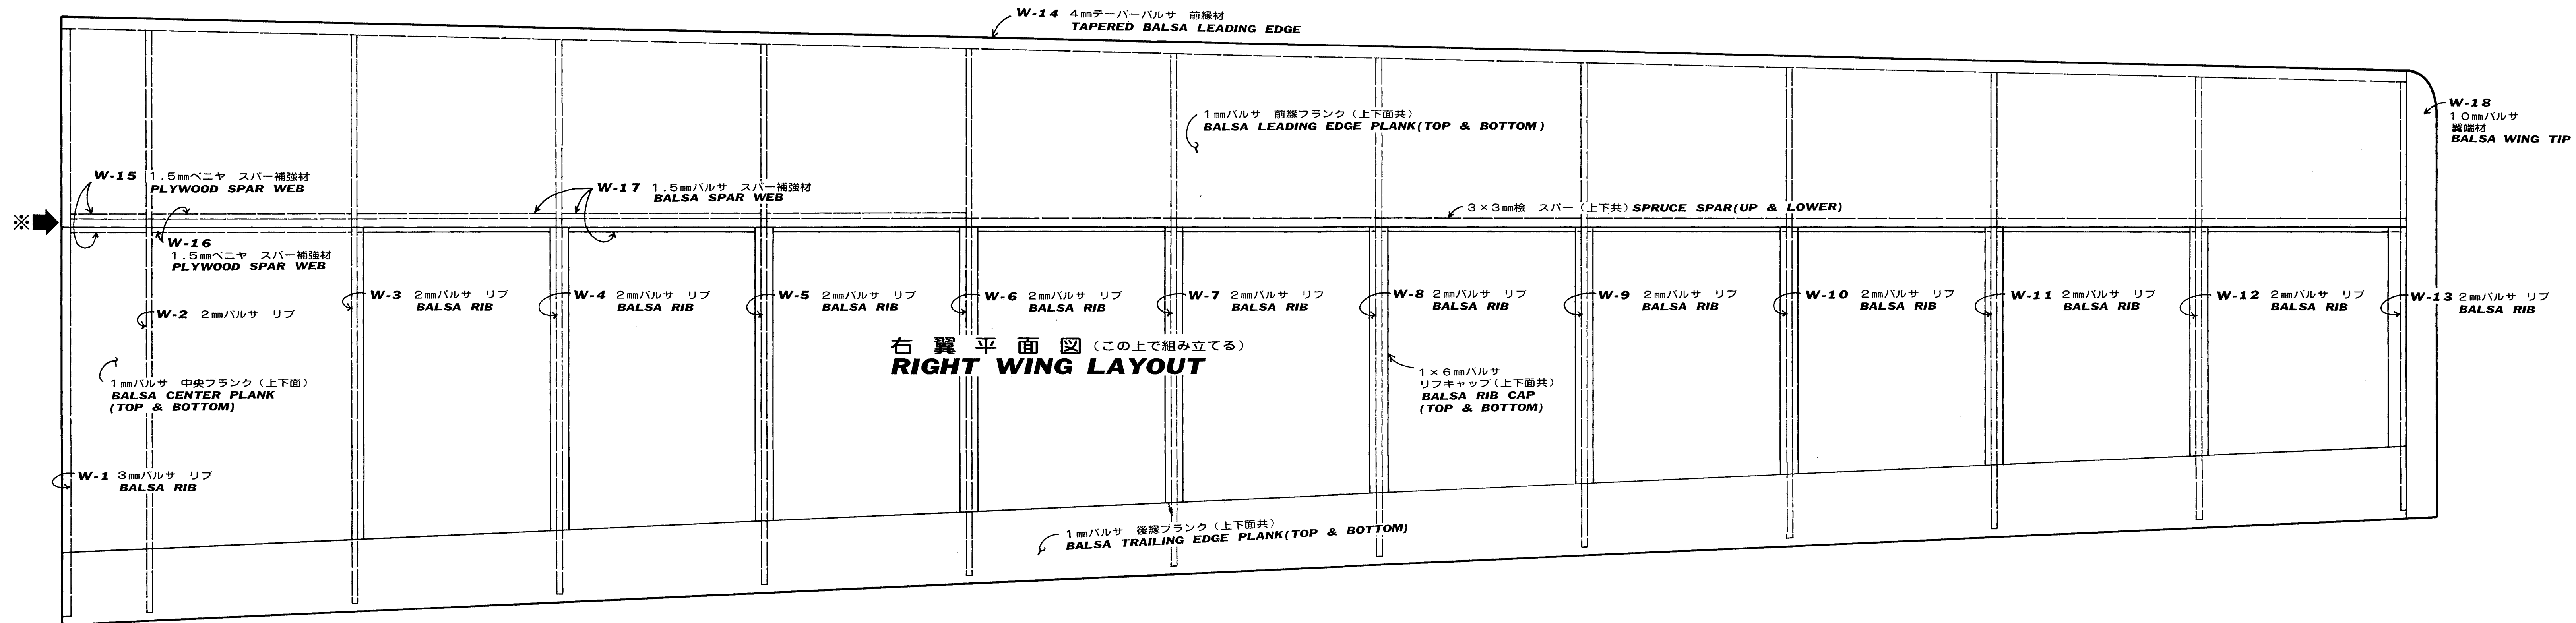 W-14 4㎜テーパーバルサ 前縁材
TAPERED BALSA LEADING EDGE
1㎜バルサ 前縁プランク（上下面共）
BALSA LEADING EDGE PLANK(TOP & BOTTOM)
W-18
10㎜バルサ
翼端材
BALSA WING TIP
W-15 1.5㎜ベニヤ スパー補強材
PLYWOOD SPAR WEB
W-17 1.5㎜バルサ スパー補強材
BALSA SPAR WEB
3×3㎜桧 スパー（上下共）SPRUCE SPAR(UP & LOWER)
※
W-16
1.5㎜ベニヤ スパー補強材
PLYWOOD SPAR WEB
W-2 2㎜バルサ リブ
W-3 2㎜バルサ リブ
BALSA RIB
W-4 2㎜バルサ リブ
BALSA RIB
W-5 2㎜バルサ リブ
BALSA RIB
W-6 2㎜バルサ リブ
BALSA RIB
W-7 2㎜バルサ リブ
BALSA RIB
W-8 2㎜バルサ リブ
BALSA RIB
W-9 2㎜バルサ リブ
BALSA RIB
W-10 2㎜バルサ リブ
BALSA RIB
W-11 2㎜バルサ リブ
BALSA RIB
W-12 2㎜バルサ リブ
BALSA RIB
W-13 2㎜バルサ リブ
BALSA RIB
右翼平面図（この上で組み立てる）
RIGHT WING LAYOUT
1㎜バルサ 中央プランク（上下面）
BALSA CENTER PLANK
(TOP & BOTTOM)
1×6㎜バルサ
リブキャップ（上下面共）
BALSA RIB CAP
(TOP & BOTTOM)
W-1 3㎜バルサ リブ
BALSA RIB
1㎜バルサ 後縁プランク（上下面共）
BALSA TRAILING EDGE PLANK(TOP & BOTTOM)